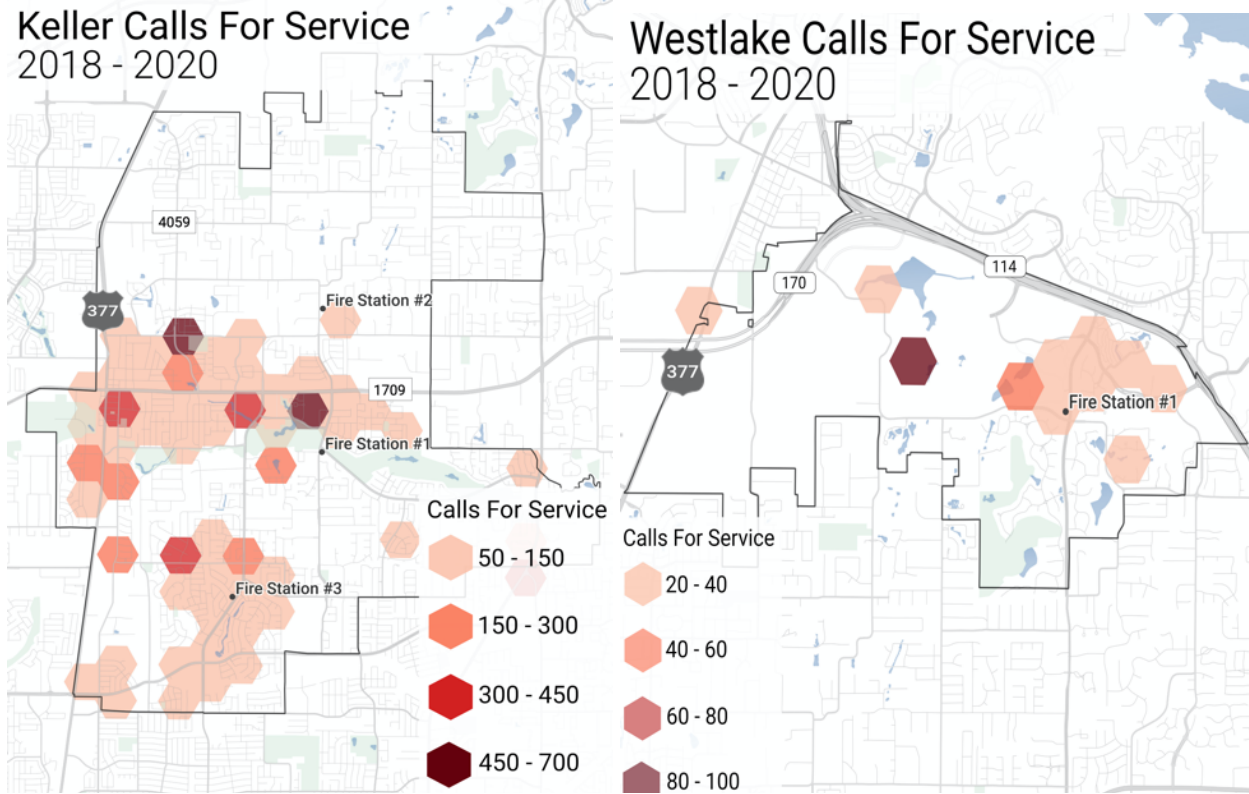 Keller Calls For Service
2018 - 2020
4059
377
Fire Station #2
1709
Fire Station #1
Fire Station #3
Calls For Service
50 - 150
150 - 300
300 - 450
450 - 700
Westlake Calls For Service
2018 - 2020
170
114
377
Fire Station #1
Calls For Service
20 - 40
40 - 60
60 - 80
80 - 100